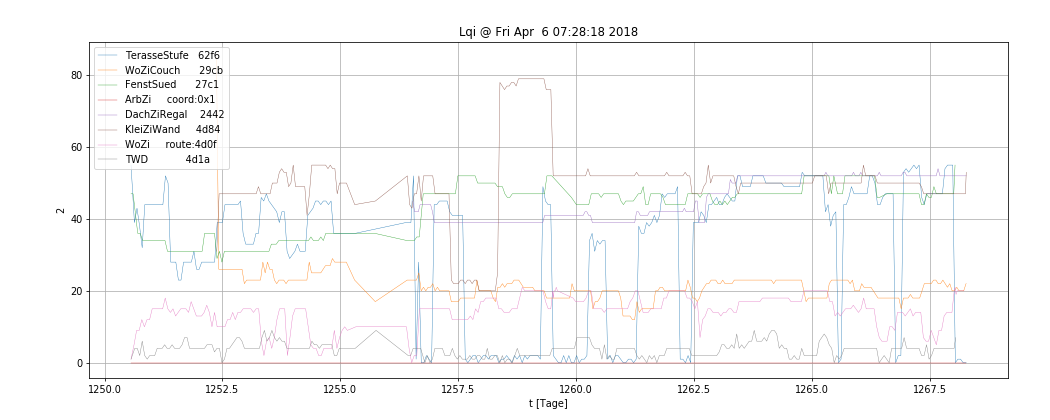 Lqi @ Fri Apr  6 07:28:18 2018
TerasseStufe   62f6
WoZiCouch      29cb
FenstSued      27c1
ArbZi     coord:0x1
DachZiRegal    2442
KleiZiWand     4d84
WoZi     route:4d0f
TWD            4d1a
80
60
40
20
0
2
1250.0 1252.5 1255.0 1257.5 1260.0 1262.5 1265.0 1267.5
t [Tage]